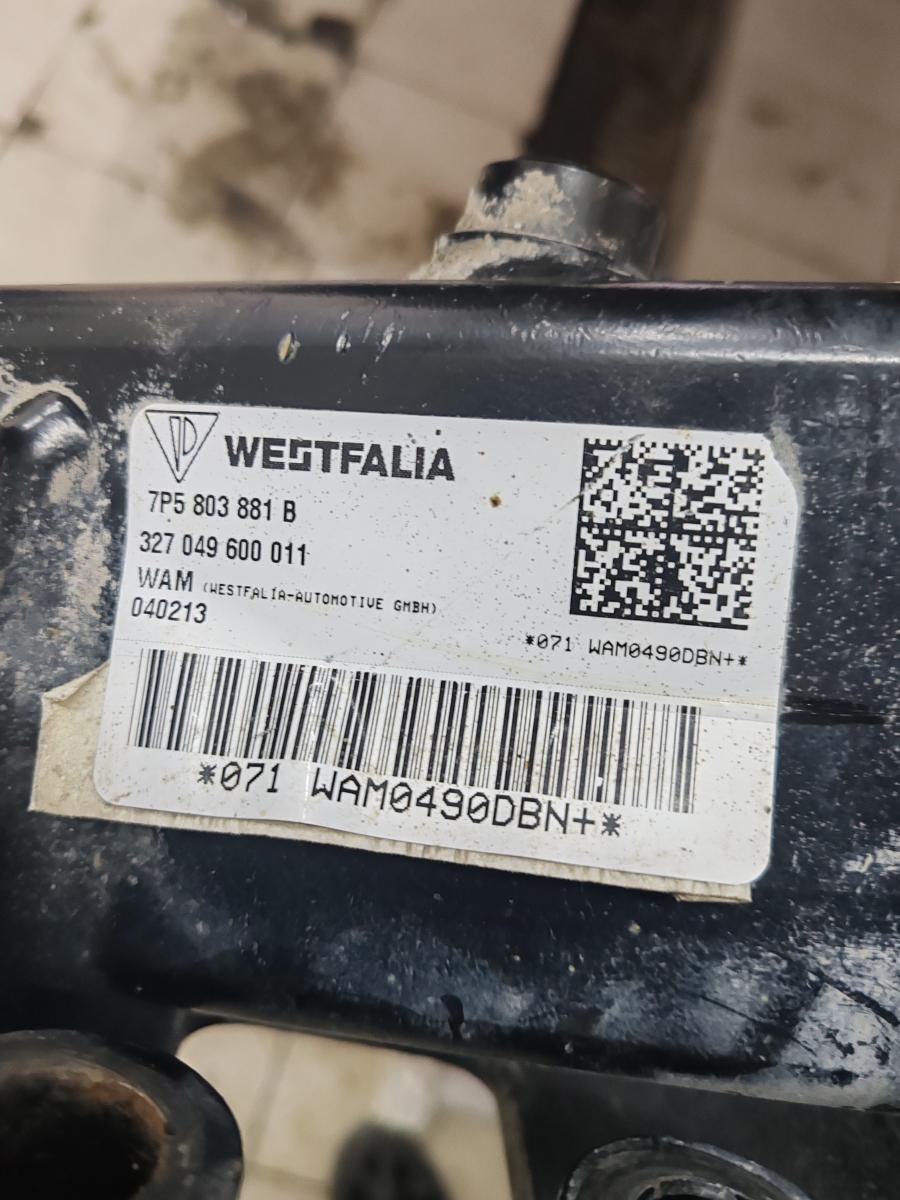 WESTFALIA
7P5 803 881 B
327 049 600 011
WAM (WESTFALIA-AUTOMOTIVE GMBH)
040213
*071 WAM0490DBN+*
*071 WAM0490DBN+*